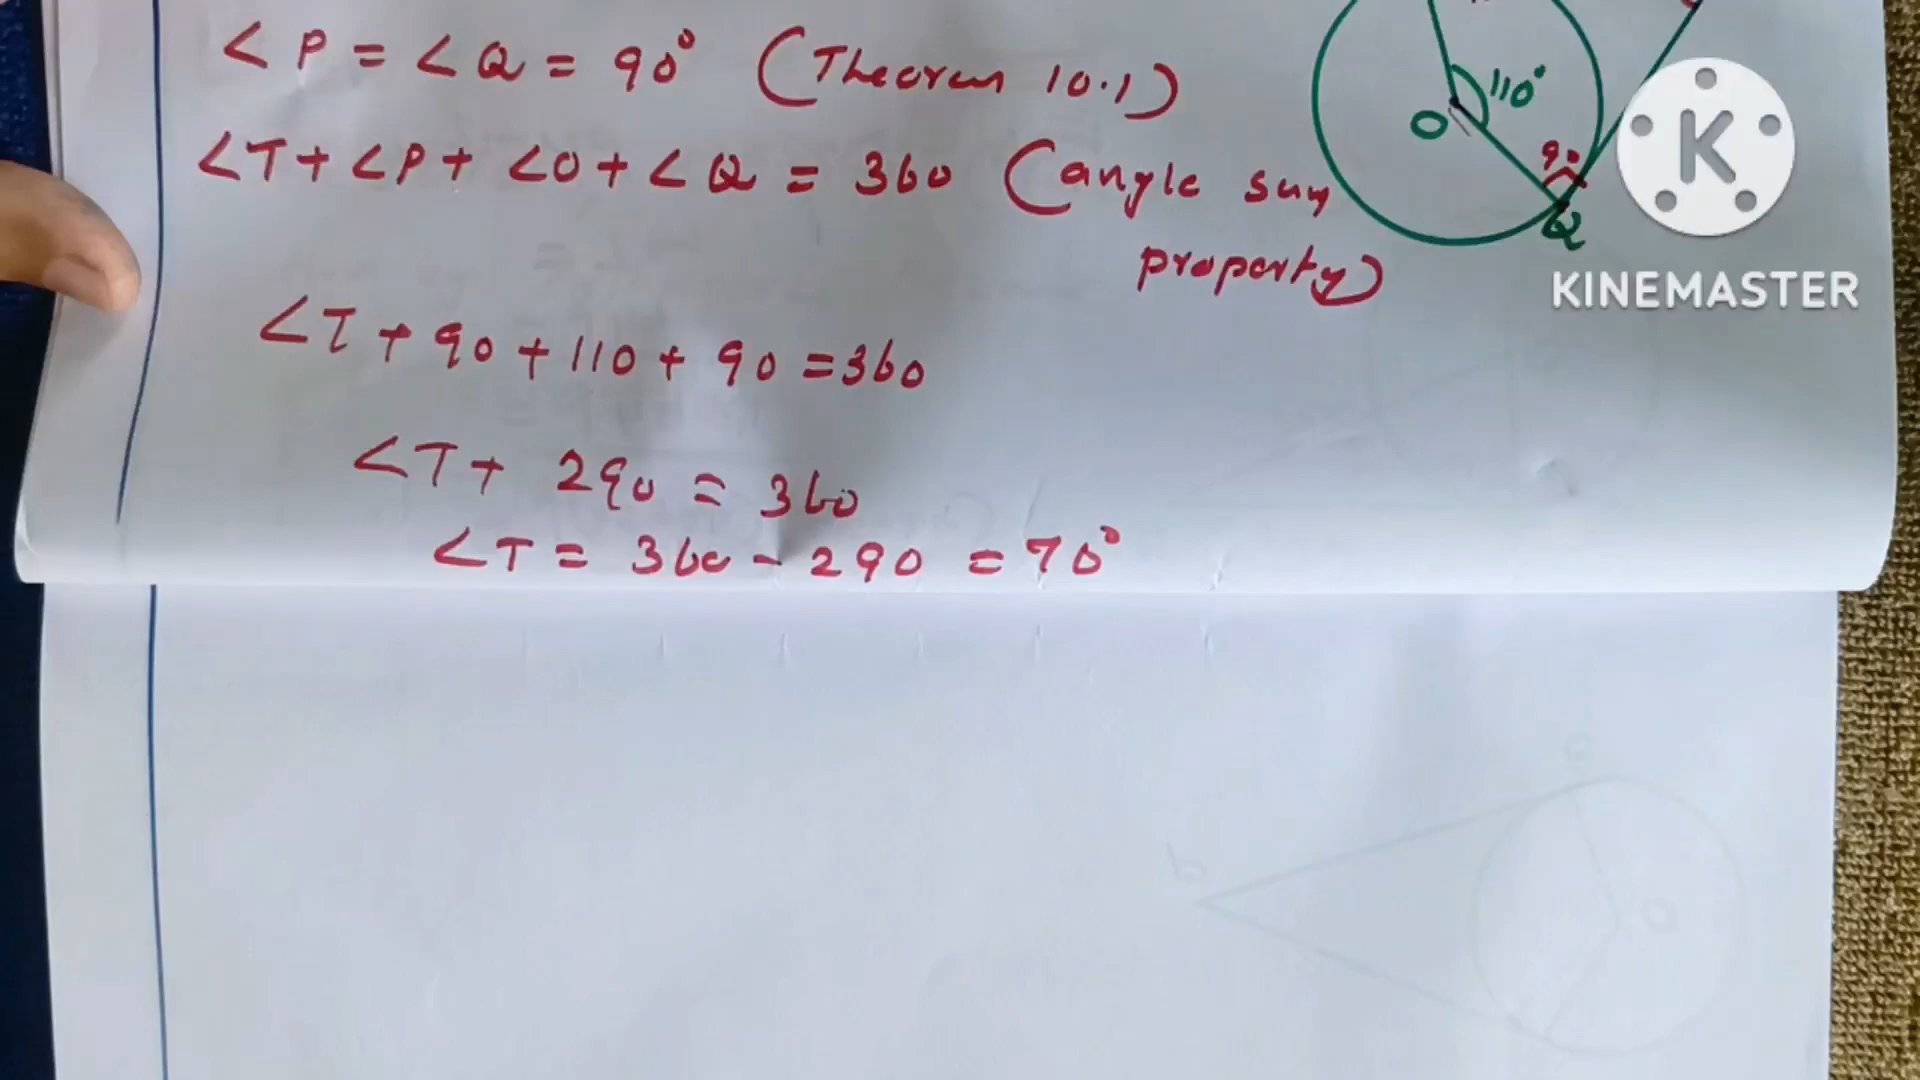 ∠P = ∠Q = 90° (Theorem 10.1)
∠T + ∠P + ∠O + ∠Q = 360 (angle sum
property)
∠T + 90 + 110 + 90 = 360
∠T + 290 = 360
∠T = 360 - 290 = 70°
110°
O
90
Q
K
KINEMASTER